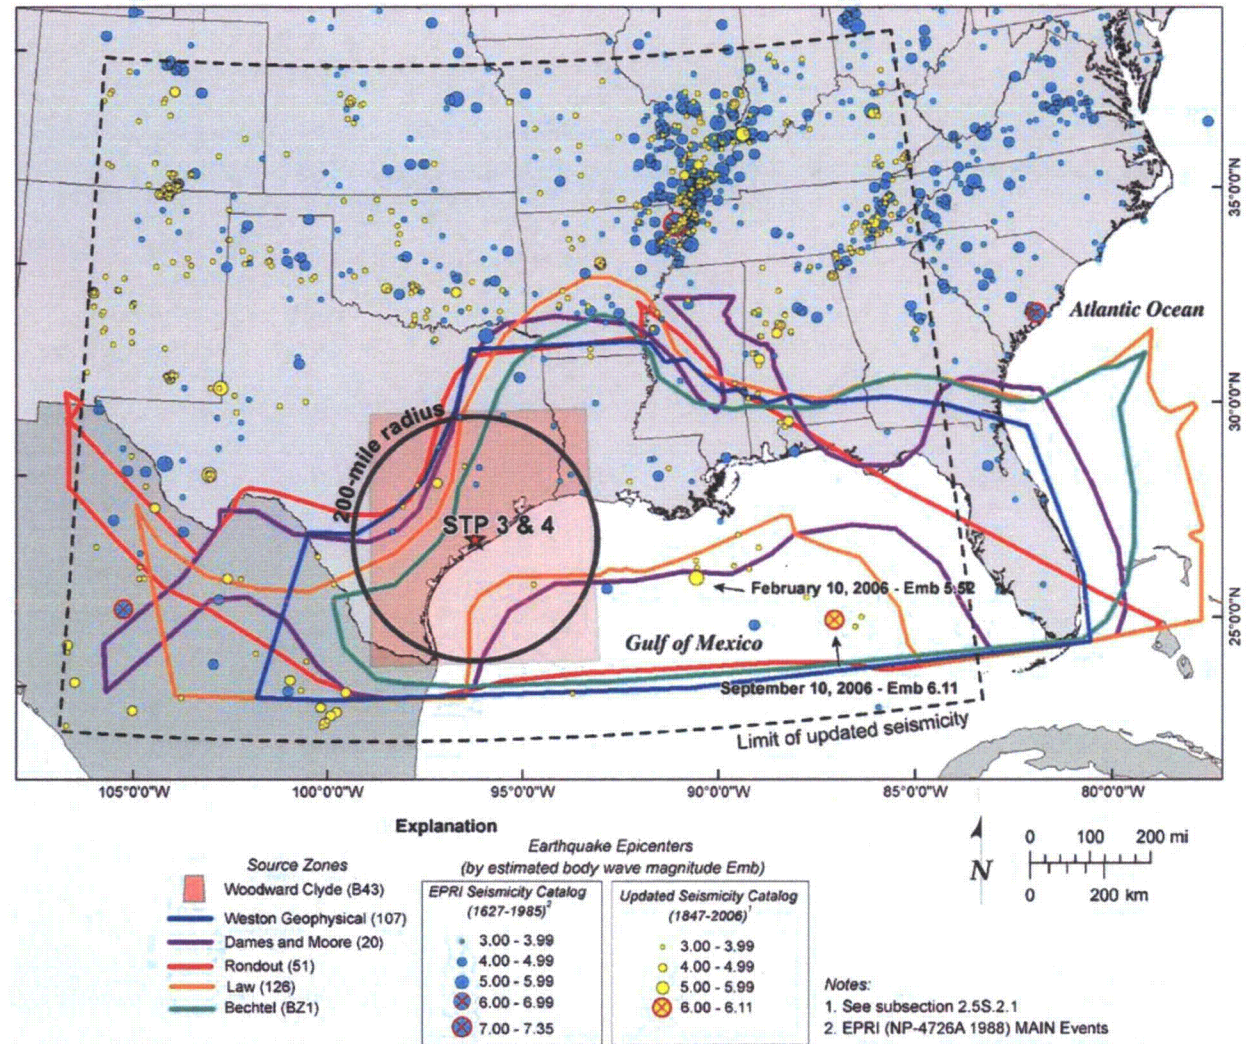 Atlantic Ocean
35°0'0"N
30°0'0"N
25°0'0"N
200-mile radius
STP 3 & 4
February 10, 2006 - Emb 5.52
Gulf of Mexico
September 10, 2006 - Emb 6.11
Limit of updated seismicity
105°0'0"W
100°0'0"W
95°0'0"W
90°0'0"W
85°0'0"W
80°0'0"W
Explanation
Source Zones
Woodward Clyde (B43)
Weston Geophysical (107)
Dames and Moore (20)
Rondout (51)
Law (126)
Bechtel (BZ1)
Earthquake Epicenters
(by estimated body wave magnitude Emb)
EPRI Seismicity Catalog
(1627-1985)2
3.00 - 3.99
4.00 - 4.99
5.00 - 5.99
6.00 - 6.99
7.00 - 7.35
Updated Seismicity Catalog
(1847-2006)1
3.00 - 3.99
4.00 - 4.99
5.00 - 5.99
6.00 - 6.11
N
0 100 200 mi
0 200 km
Notes:
1. See subsection 2.5S.2.1
2. EPRI (NP-4726A 1988) MAIN Events